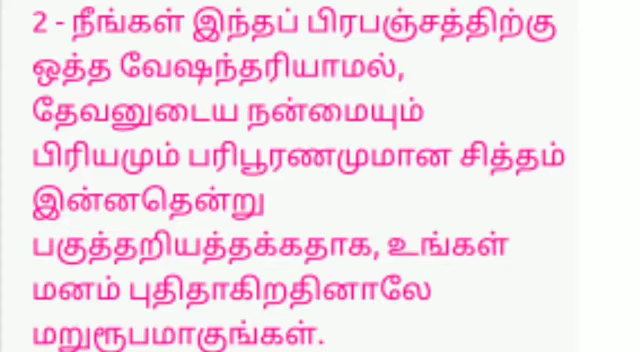 2 - நீங்கள் இந்தப் பிரபஞ்சத்திற்கு
ஒத்த வேஷந்தரியாமல்,
தேவனுடைய நன்மையும்
பிரியமும் பரிபூரணமுமான சித்தம்
இன்னதென்று
பகுத்தறியத்தக்கதாக, உங்கள்
மனம் புதிதாகிறதினாலே
மறுரூபமாகுங்கள்.